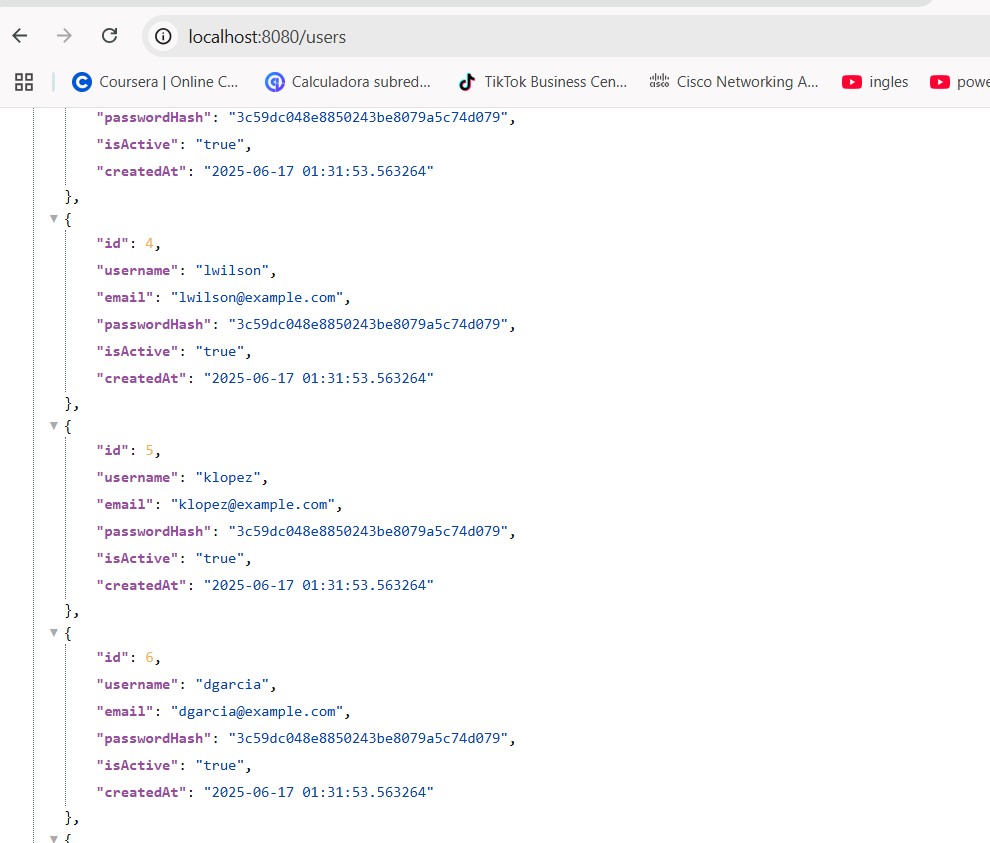 localhost:8080/users
Coursera | Online C... Calculadora subred... TikTok Business Cen... Cisco Networking A... ingles powe
"passwordHash": "3c59dc048e8850243be8079a5c74d079",
"isActive": "true",
"createdAt": "2025-06-17 01:31:53.563264"
},
{
"id": 4,
"username": "lwilson",
"email": "lwilson@example.com",
"passwordHash": "3c59dc048e8850243be8079a5c74d079",
"isActive": "true",
"createdAt": "2025-06-17 01:31:53.563264"
},
{
"id": 5,
"username": "klopez",
"email": "klopez@example.com",
"passwordHash": "3c59dc048e8850243be8079a5c74d079",
"isActive": "true",
"createdAt": "2025-06-17 01:31:53.563264"
},
{
"id": 6,
"username": "dgarcia",
"email": "dgarcia@example.com",
"passwordHash": "3c59dc048e8850243be8079a5c74d079",
"isActive": "true",
"createdAt": "2025-06-17 01:31:53.563264"
},
{